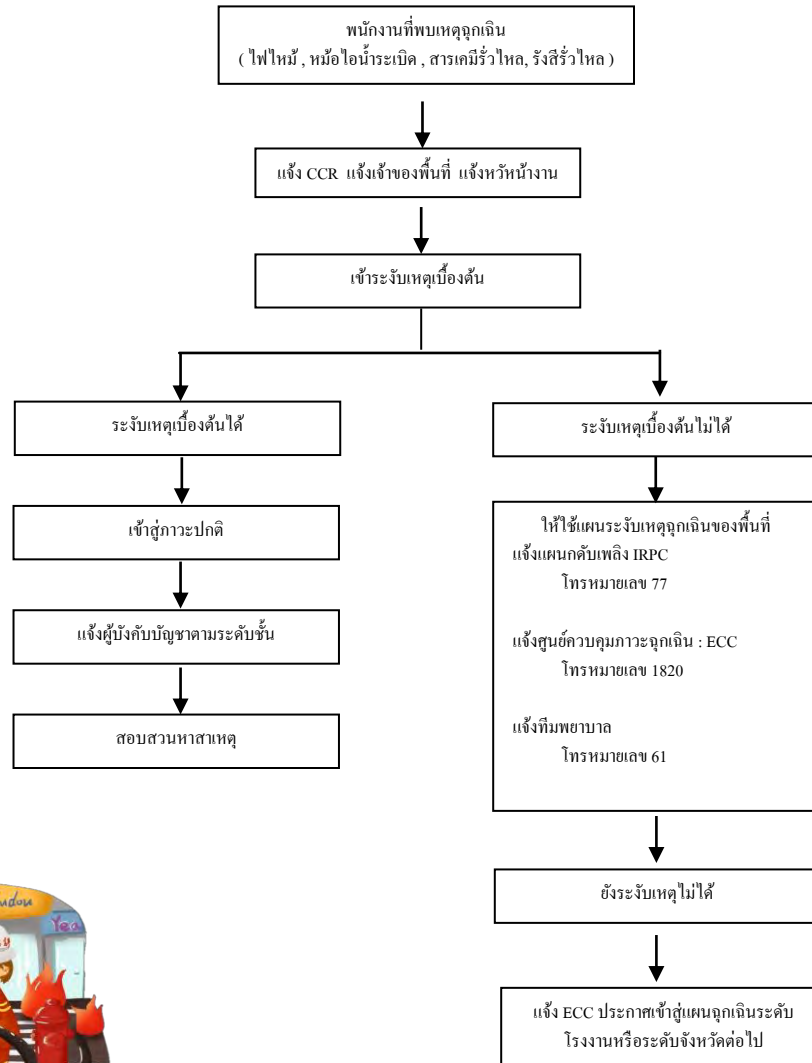 พนักงานที่พบเหตุฉุกเฉิน
( ไฟไหม้ , หม้อไอน้ำระเบิด , สารเคมีรั่วไหล, รังสีรั่วไหล )
แจ้ง CCR แจ้งเจ้าของพื้นที่ แจ้งหวัหน้างาน
เข้าระงับเหตุเบื้องต้น
ระงับเหตุเบื้องต้นได้
เข้าสู่ภาวะปกติ
แจ้งผู้บังคับบัญชาตามระดับชั้น
สอบสวนหาสาเหตุ
ระงับเหตุเบื้องต้นไม่ได้
ให้ใช้แผนระงับเหตุฉุกเฉินของพื้นที่
แจ้งแผนกดับเพลิง IRPC
โทรหมายเลข 77
แจ้งศูนย์ควบคุมภาวะฉุกเฉิน : ECC
โทรหมายเลข 1820
แจ้งทีมพยาบาล
โทรหมายเลข 61
ยังระงับเหตุไม่ได้
แจ้ง ECC ประกาศเข้าสู่แผนฉุกเฉินระดับ
โรงงานหรือระดับจังหวัดต่อไป